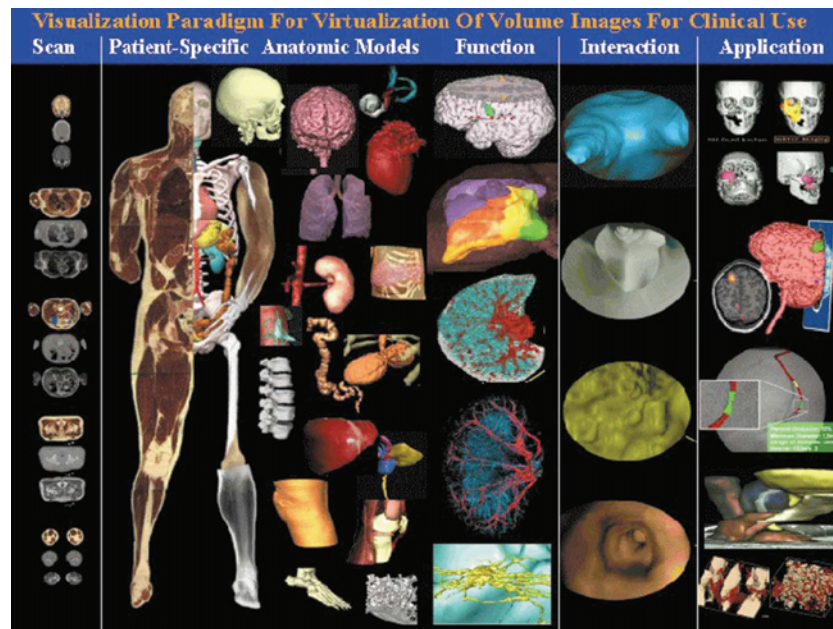 Visualization Paradigm For Virtualization Of Volume Images For Clinical Use
Scan
Patient-Specific
Anatomic Models
Function
Interaction
Application